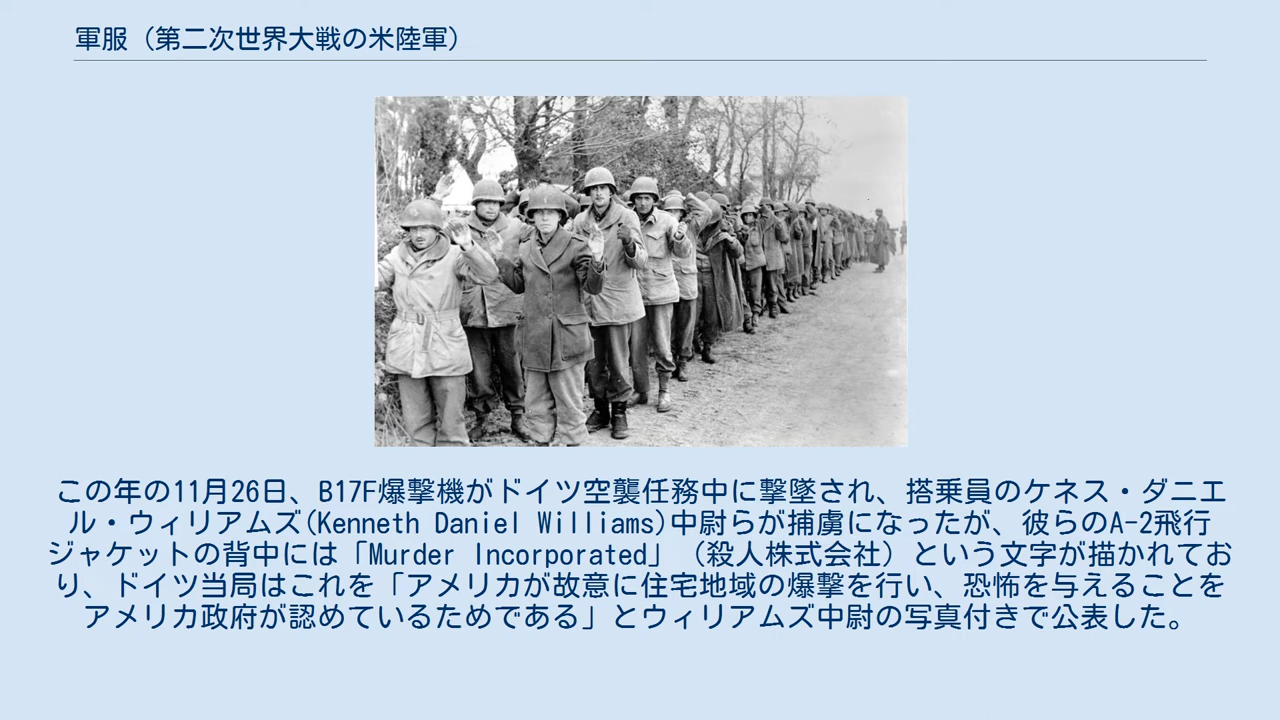 軍服（第二次世界大戦の米陸軍）
この年の11月26日、B17F爆撃機がドイツ空襲任務中に撃墜され、搭乗員のケネス・ダニエ
ル・ウィリアムズ(Kenneth Daniel Williams)中尉らが捕虜になったが、彼らのA-2飛行
ジャケットの背中には「Murder Incorporated」（殺人株式会社）という文字が描かれてお
り、ドイツ当局はこれを「アメリカが故意に住宅地域の爆撃を行い、恐怖を与えることを
アメリカ政府が認めているためである」とウィリアムズ中尉の写真付きで公表した。